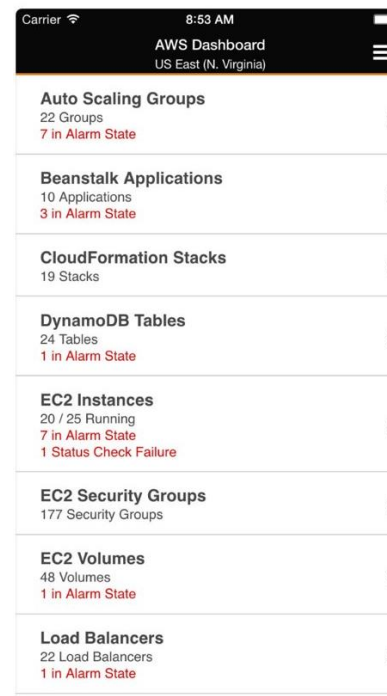 Carrier 8:53 AM
AWS Dashboard
US East (N. Virginia)
Auto Scaling Groups
22 Groups
7 in Alarm State
Beanstalk Applications
10 Applications
3 in Alarm State
CloudFormation Stacks
19 Stacks
DynamoDB Tables
24 Tables
1 in Alarm State
EC2 Instances
20 / 25 Running
7 in Alarm State
1 Status Check Failure
EC2 Security Groups
177 Security Groups
EC2 Volumes
48 Volumes
1 in Alarm State
Load Balancers
22 Load Balancers
1 in Alarm State